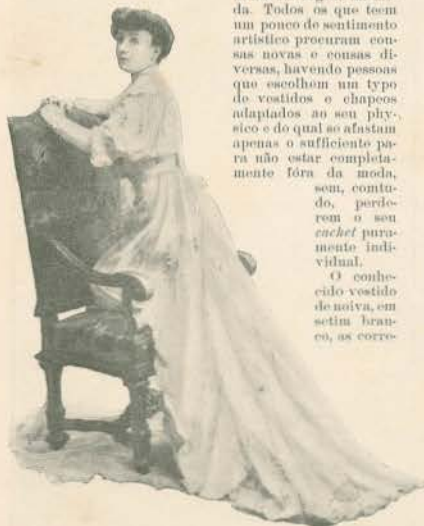 da. Todos os que teem
um pouco de sentimento
artistico procuram cou-
sas novas e cousas di-
versas, havendo pessoas
que escolhem um typo
de vestidos e chapeos
adaptados ao seu phy-
sico e do qual se afastam
apenas o sufficiente pa-
ra não estar completa-
mente fóra da moda,
sem, comtu-
do, perde-
rem o seu
cachet pura-
mente indi-
vidual.
O conhe-
cido vestido
de noiva, em
setim bran-
co, as corre-